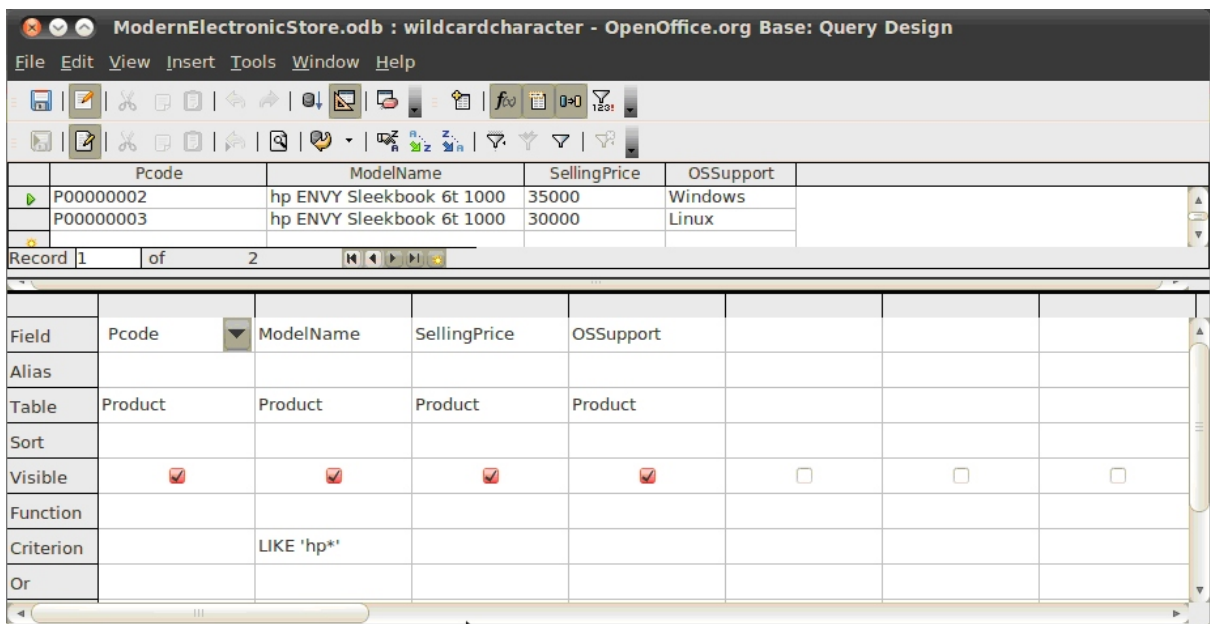 ModernElectronicStore.odb : wildcardcharacter - OpenOffice.org Base: Query Design
File Edit View Insert Tools Window Help
Pcode ModelName SellingPrice OSSupport
P00000002 hp ENVY Sleekbook 6t 1000 35000 Windows
P00000003 hp ENVY Sleekbook 6t 1000 30000 Linux
Record 1 of 2
Field Pcode ModelName SellingPrice OSSupport
Alias
Table Product Product Product Product
Sort
Visible
Function
Criterion LIKE 'hp*'
Or